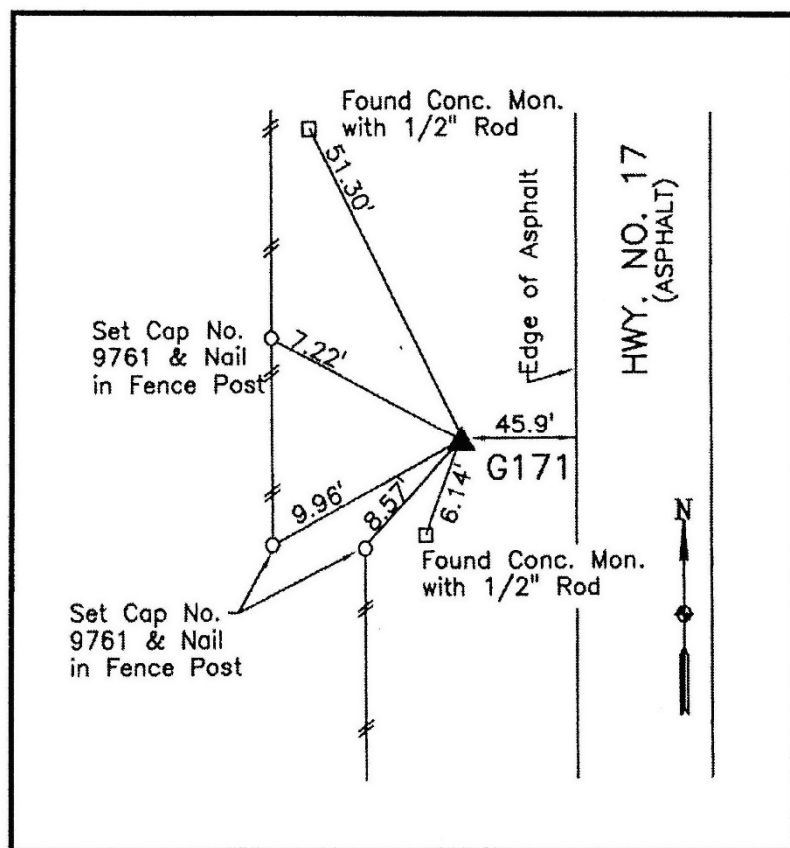 Found Conc. Mon.
with 1/2" Rod
51.30'
Edge of Asphalt
HWY. NO. 17
(ASPHALT)
Set Cap No.
9761 & Nail
in Fence Post
7.22'
45.9'
G171
9.96'
8.57'
6.14'
N
Found Conc. Mon.
with 1/2" Rod
Set Cap No.
9761 & Nail
in Fence Post